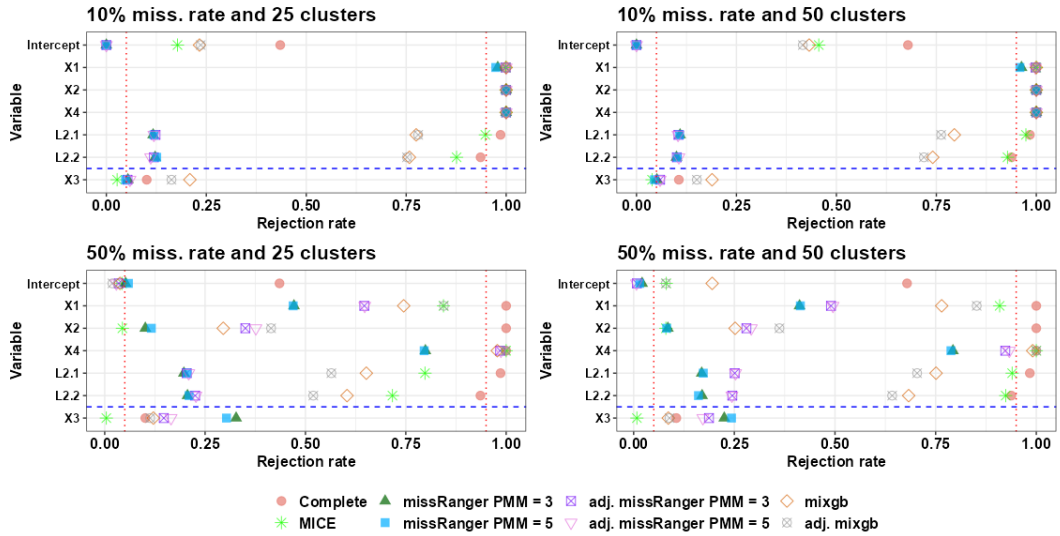 10% miss. rate and 25 clusters
10% miss. rate and 50 clusters
Variable
Intercept
X1
X2
X4
L2.1
L2.2
X3
0.00 0.25 0.50 0.75 1.00
Rejection rate
Variable
Intercept
X1
X2
X4
L2.1
L2.2
X3
0.00 0.25 0.50 0.75 1.00
Rejection rate
50% miss. rate and 25 clusters
50% miss. rate and 50 clusters
Variable
Intercept
X1
X2
X4
L2.1
L2.2
X3
0.00 0.25 0.50 0.75 1.00
Rejection rate
Variable
Intercept
X1
X2
X4
L2.1
L2.2
X3
0.00 0.25 0.50 0.75 1.00
Rejection rate
Complete missRanger PMM = 3 adj. missRanger PMM = 3 mixgb
MICE missRanger PMM = 5 adj. missRanger PMM = 5 adj. mixgb